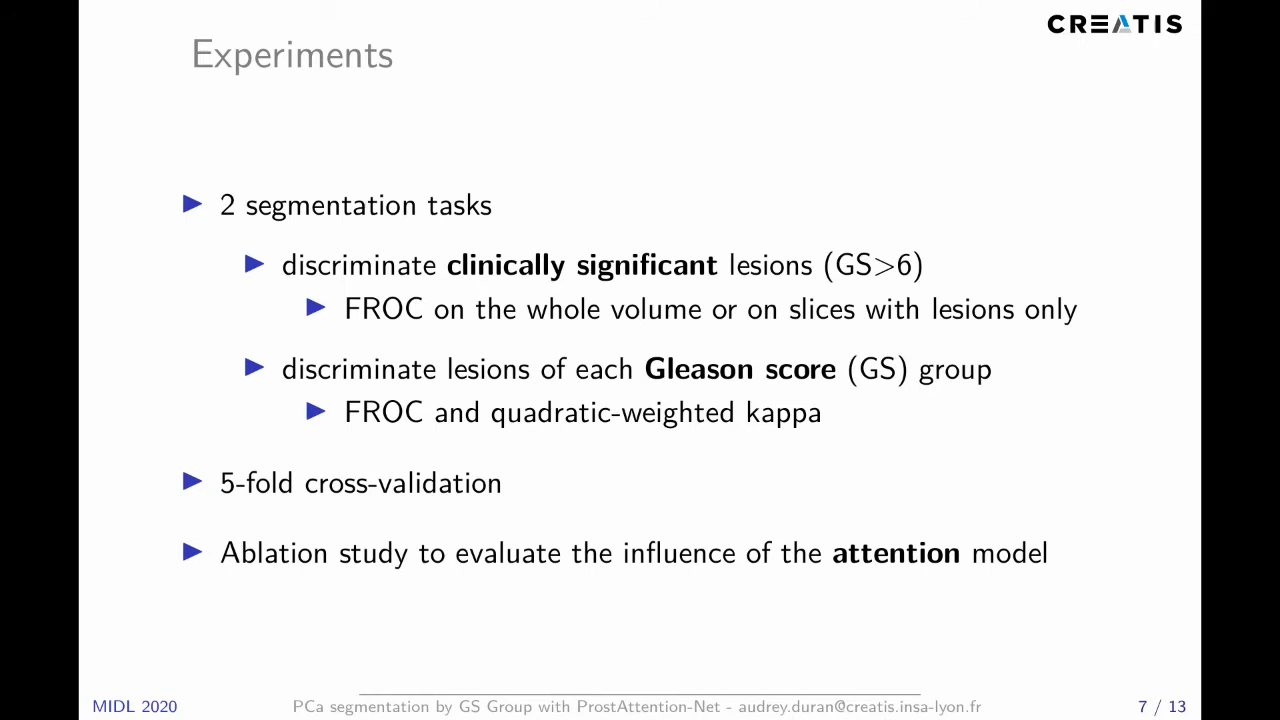 CREATIS
Experiments
2 segmentation tasks
discriminate clinically significant lesions (GS>6)
FROC on the whole volume or on slices with lesions only
discriminate lesions of each Gleason score (GS) group
FROC and quadratic-weighted kappa
5-fold cross-validation
Ablation study to evaluate the influence of the attention model
MIDL 2020 PCa segmentation by GS Group with ProstAttention-Net - audrey.duran@creatis.insa-lyon.fr 7 / 13